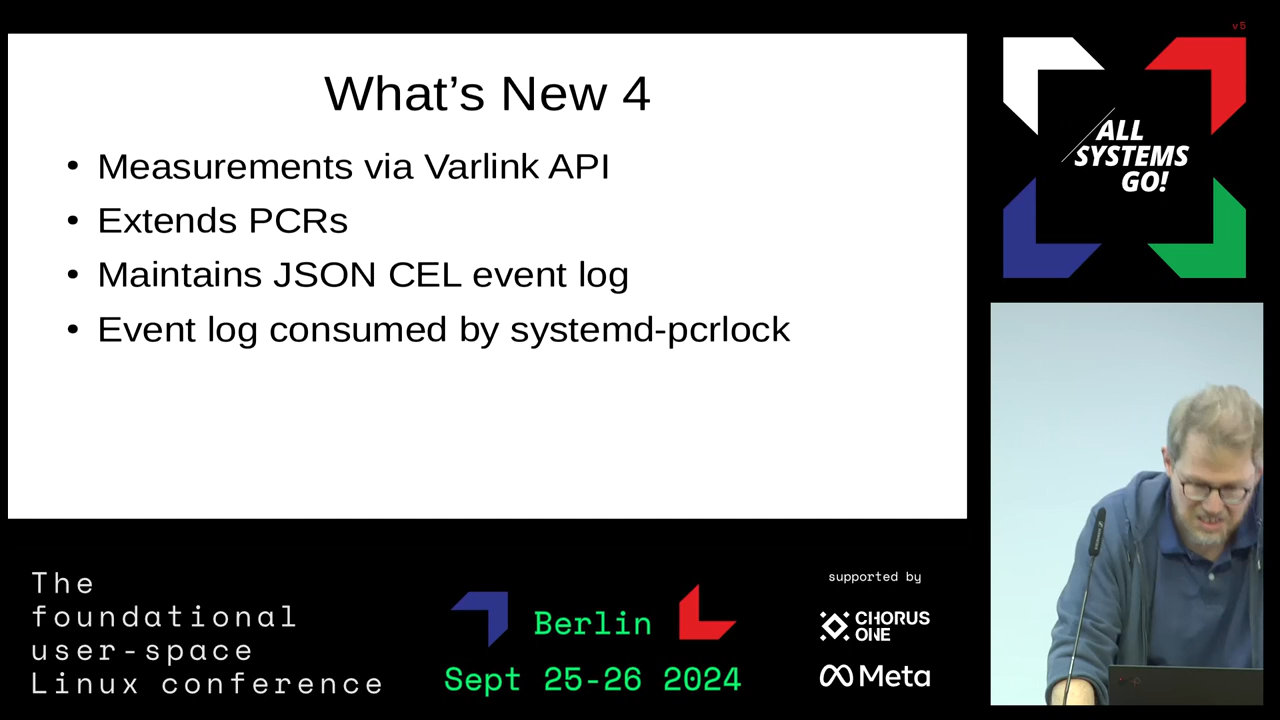 What’s New 4
• Measurements via Varlink API
• Extends PCRs
• Maintains JSON CEL event log
• Event log consumed by systemd-pcrlock
v5
ALL
SYSTEMS
GO!
The
foundational
user-space
Linux conference
Berlin
Sept 25-26 2024
supported by
CHORUS
ONE
Meta